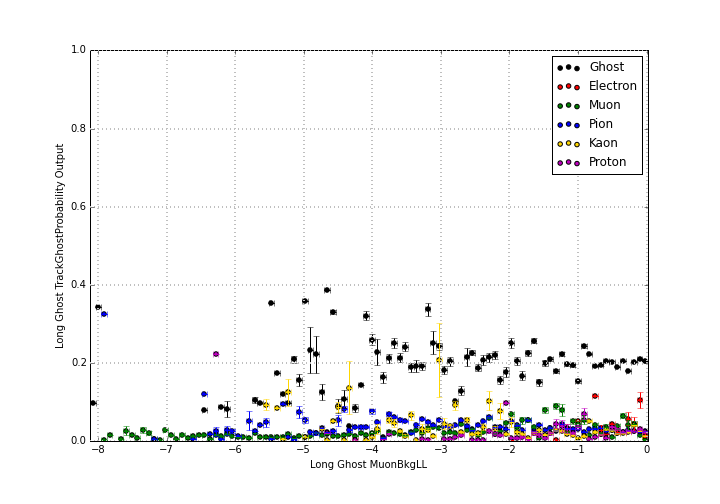 1.0
0.8
0.6
0.4
0.2
0.0
Long Ghost TrackGhostProbability Output
Ghost
Electron
Muon
Pion
Kaon
Proton
−8 −7 −6 −5 −4 −3 −2 −1 0
Long Ghost MuonBkgLL